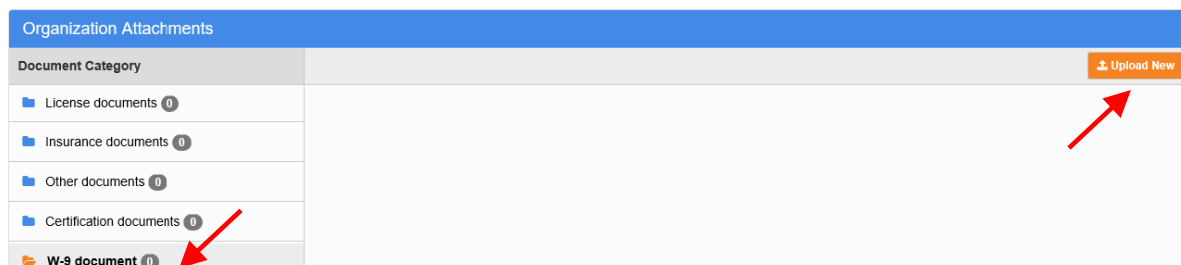 Organization Attachments
Document Category
Upload New
License documents 0
Insurance documents 0
Other documents 0
Certification documents 0
W-9 document 0